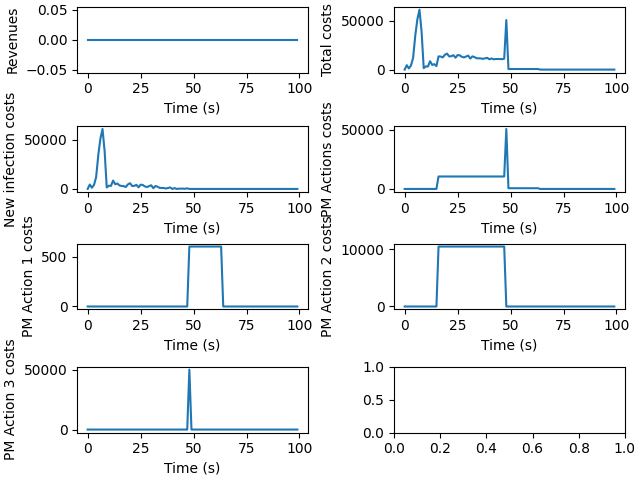 Revenues
0.05
0.00
−0.05
0 25 50 75 100
Time (s)
Total costs
50000
0
0 25 50 75 100
Time (s)
New infection costs
50000
0
0 25 50 75 100
Time (s)
PM Actions costs
50000
0
0 25 50 75 100
Time (s)
PM Action 1 costs
500
0
0 25 50 75 100
Time (s)
PM Action 2 costs
10000
0
0 25 50 75 100
Time (s)
PM Action 3 costs
50000
0
0 25 50 75 100
Time (s)
1.0
0.5
0.0
0.0 0.2 0.4 0.6 0.8 1.0